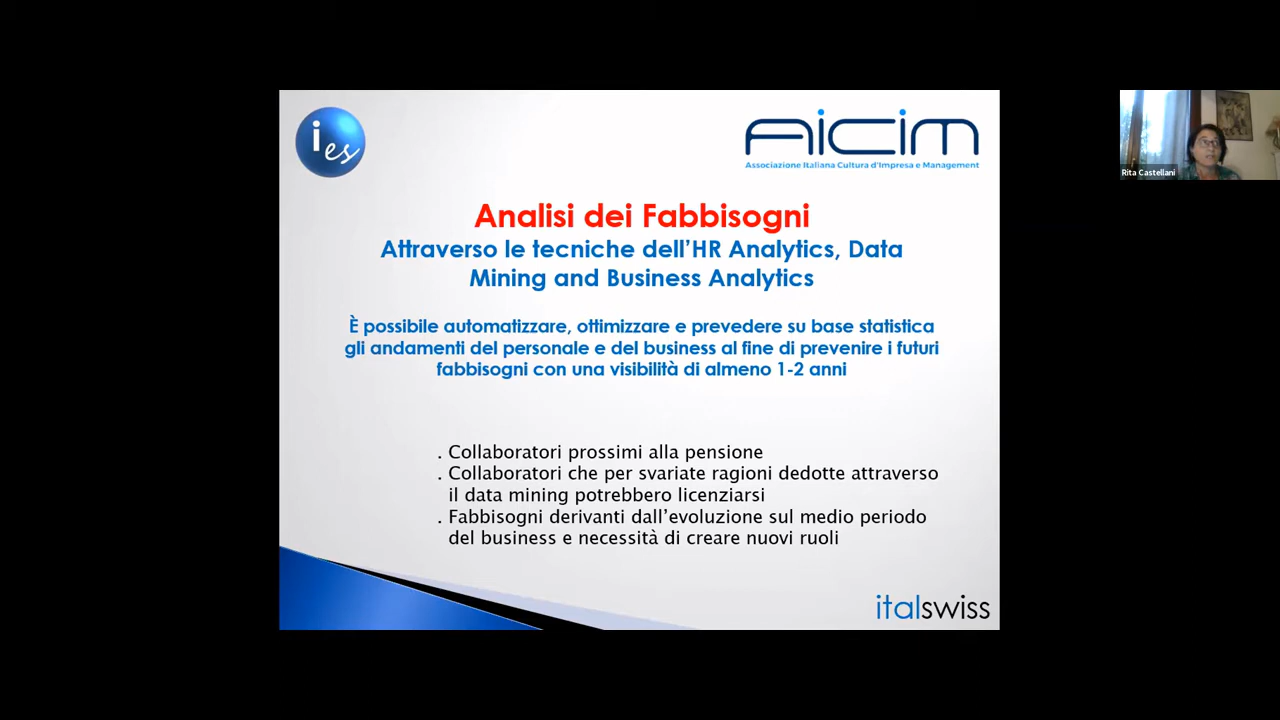 ies
AICIM
Associazione Italiana Cultura d'Impresa e Management
Rita Castellani
Analisi dei Fabbisogni
Attraverso le tecniche dell'HR Analytics, Data
Mining and Business Analytics
È possibile automatizzare, ottimizzare e prevedere su base statistica
gli andamenti del personale e del business al fine di prevenire i futuri
fabbisogni con una visibilità di almeno 1-2 anni
. Collaboratori prossimi alla pensione
. Collaboratori che per svariate ragioni dedotte attraverso
il data mining potrebbero licenziarsi
. Fabbisogni derivanti dall'evoluzione sul medio periodo
del business e necessità di creare nuovi ruoli
italswiss